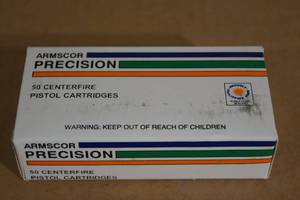 ARMSCOR
PRECISION
50 CENTERFIRE
PISTOL CARTRIDGES
WARNING: KEEP OUT OF REACH OF CHILDREN
ARMSCOR
PRECISION
50 CENTERFIRE
PISTOL CARTRIDGES